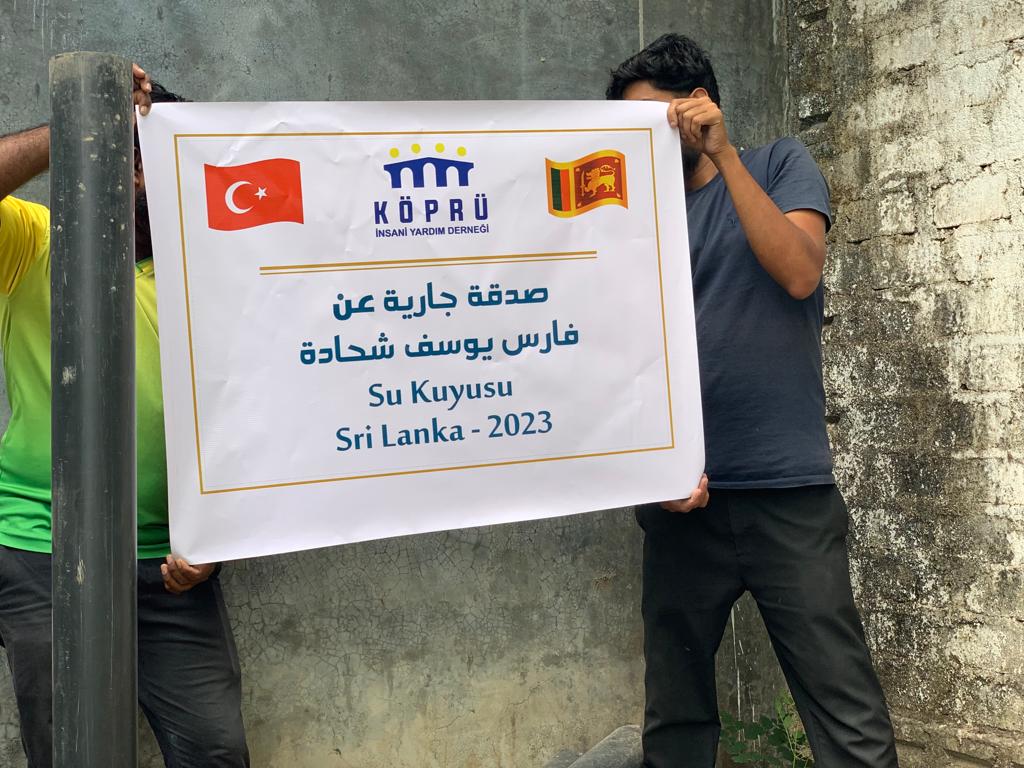 KÖPRÜ
İNSANİ YARDIM DERNEĞİ
صدقة جارية عن
فارس يوسف شحادة
Su Kuyusu
Sri Lanka - 2023